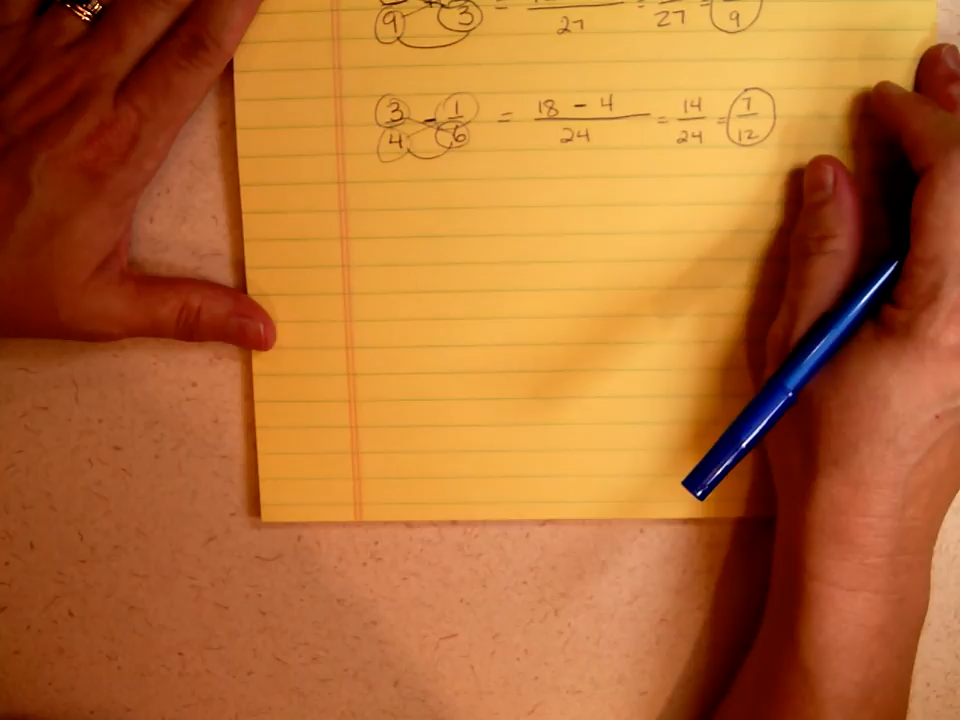 9 3 = 27 = 27 = 9
3/4 - 1/6 = 18 - 4/24 = 14/24 = 7/12